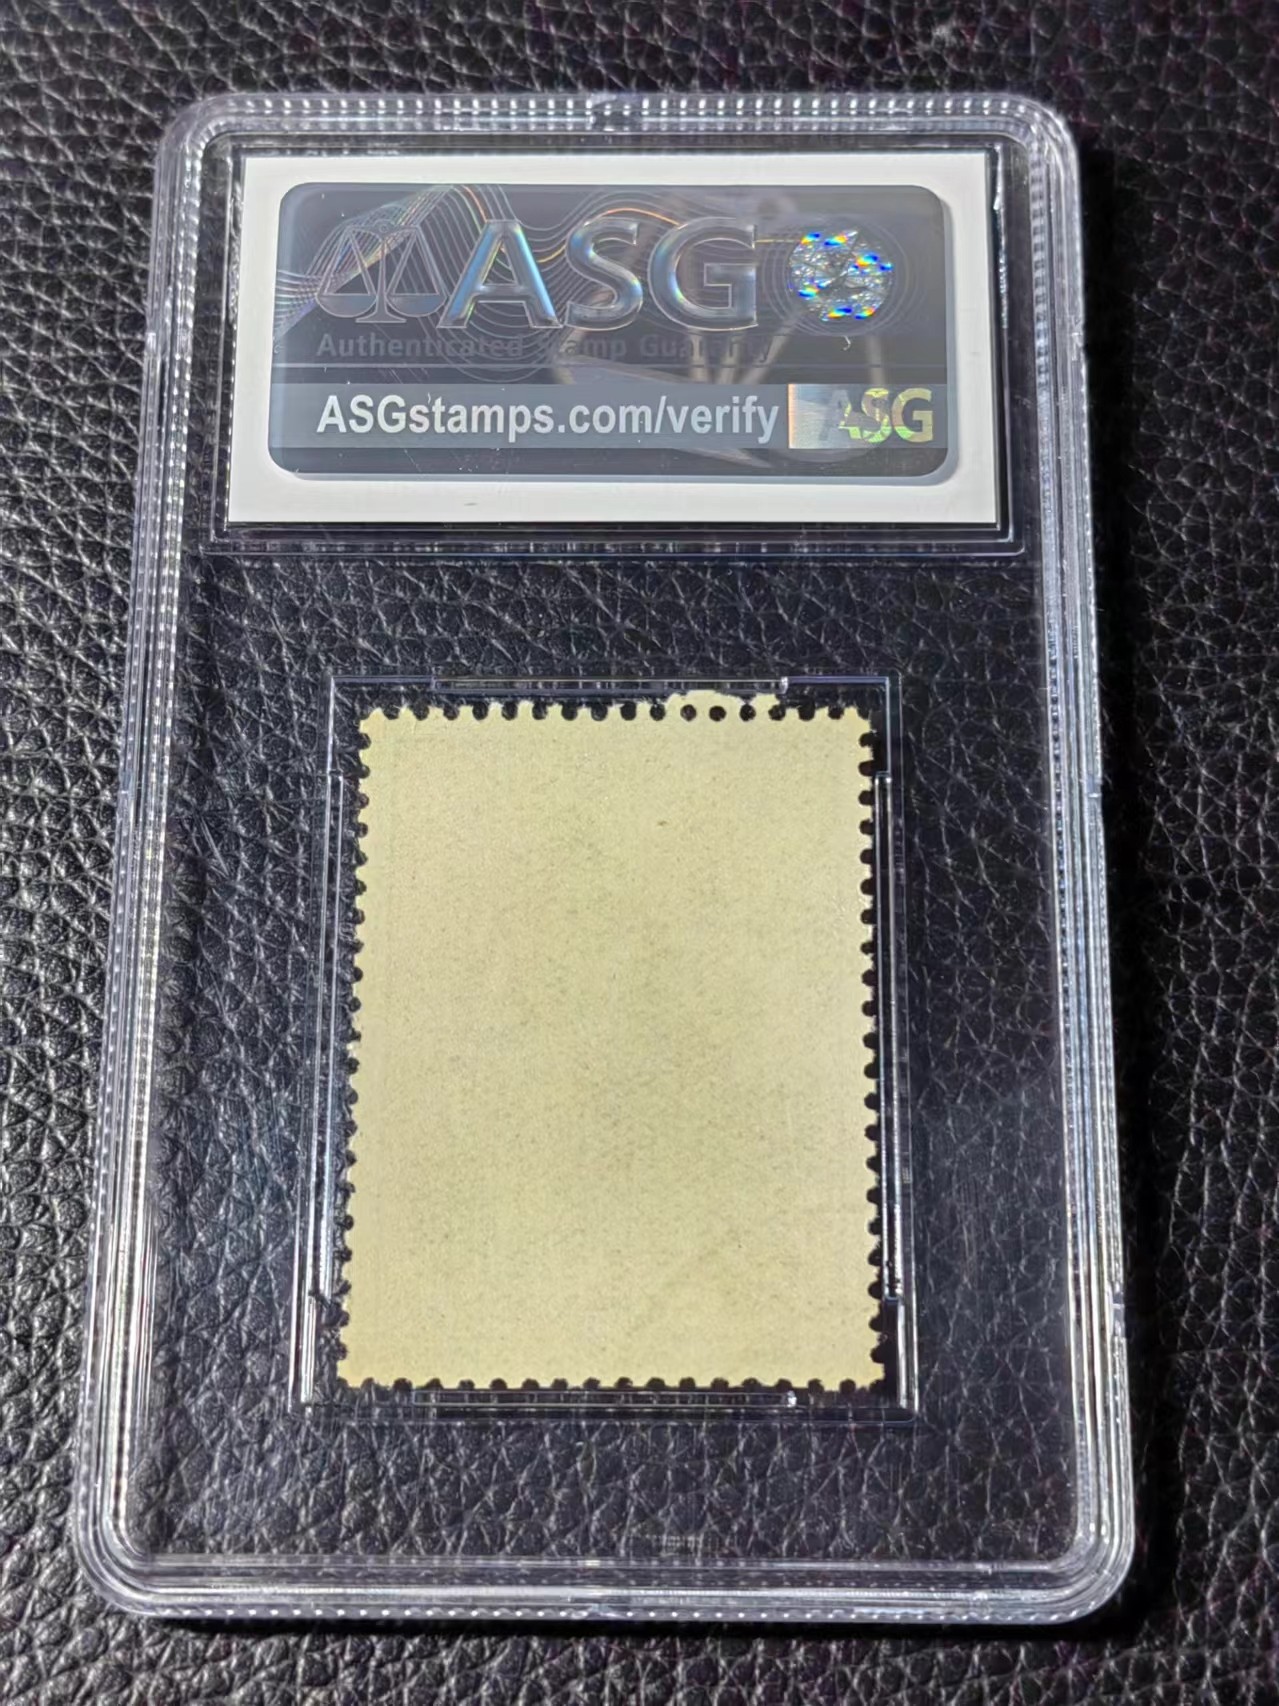 ASG
Authenticated Stamp Guaranty
ASGstamps.com/verify ASG